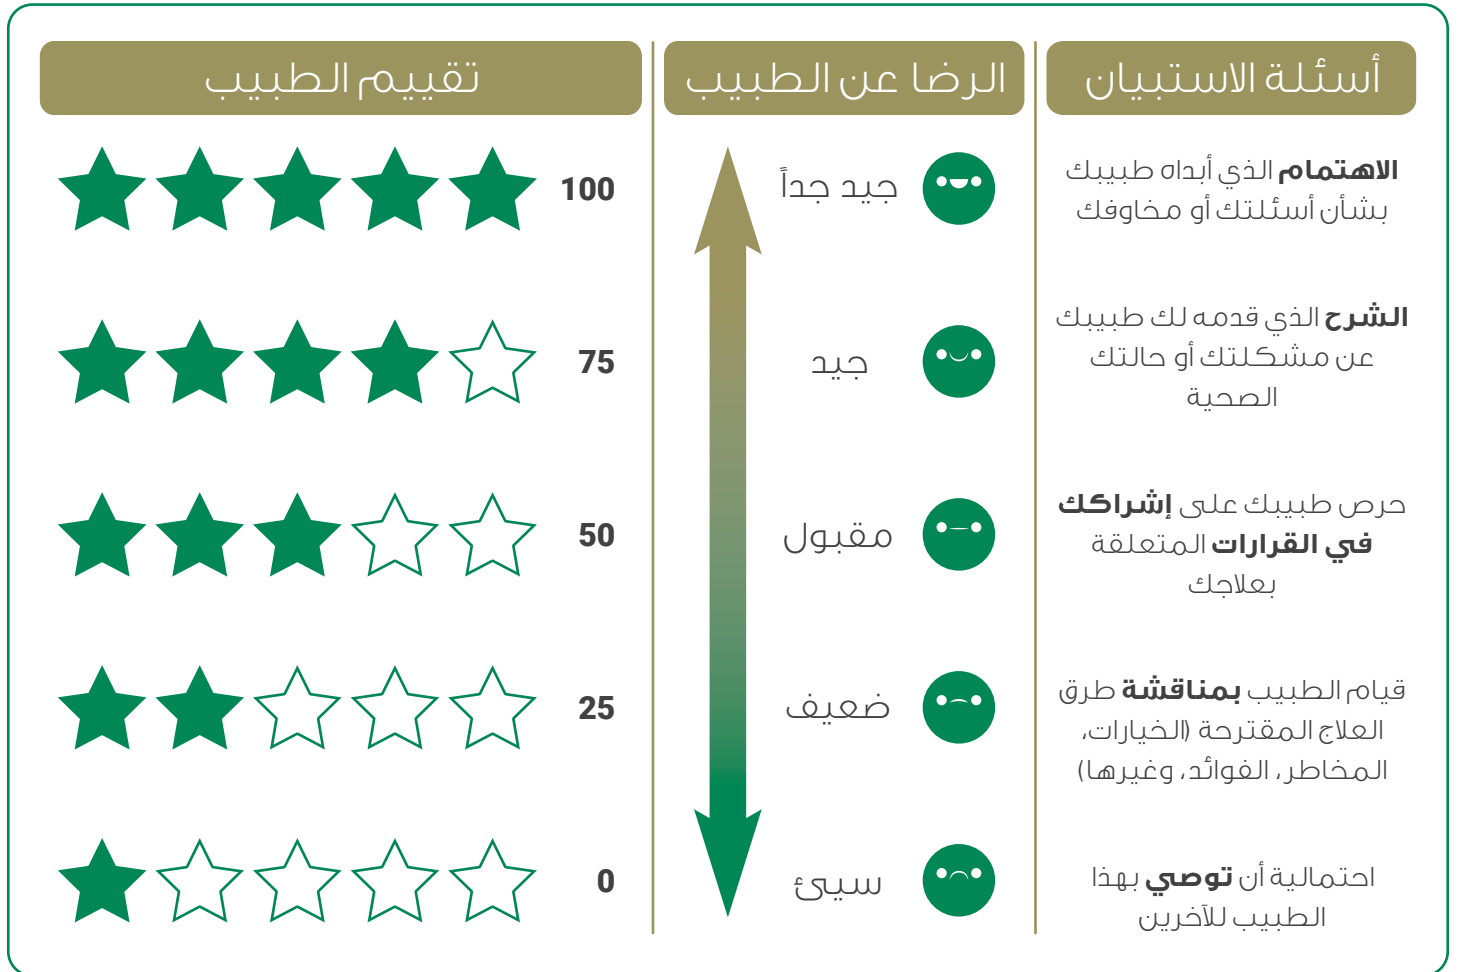 أسئلة الاستبيان
الرضا عن الطبيب
تقييم الطبيب
الاهتمام الذي أبداه طبيبك
بشأن أسئلتك أو مخاوفك
جيد جداً
100
الشرح الذي قدمه لك طبيبك
عن مشكلتك أو حالتك
الصحية
جيد
75
حرص طبيبك على إشراكك
في القرارات المتعلقة
بعلاجك
مقبول
50
قيام الطبيب بمناقشة طرق
العلاج المقترحة (الخيارات،
المخاطر، الفوائد، وغيرها)
ضعيف
25
احتمالية أن توصي بهذا
الطبيب للآخرين
سيئ
0